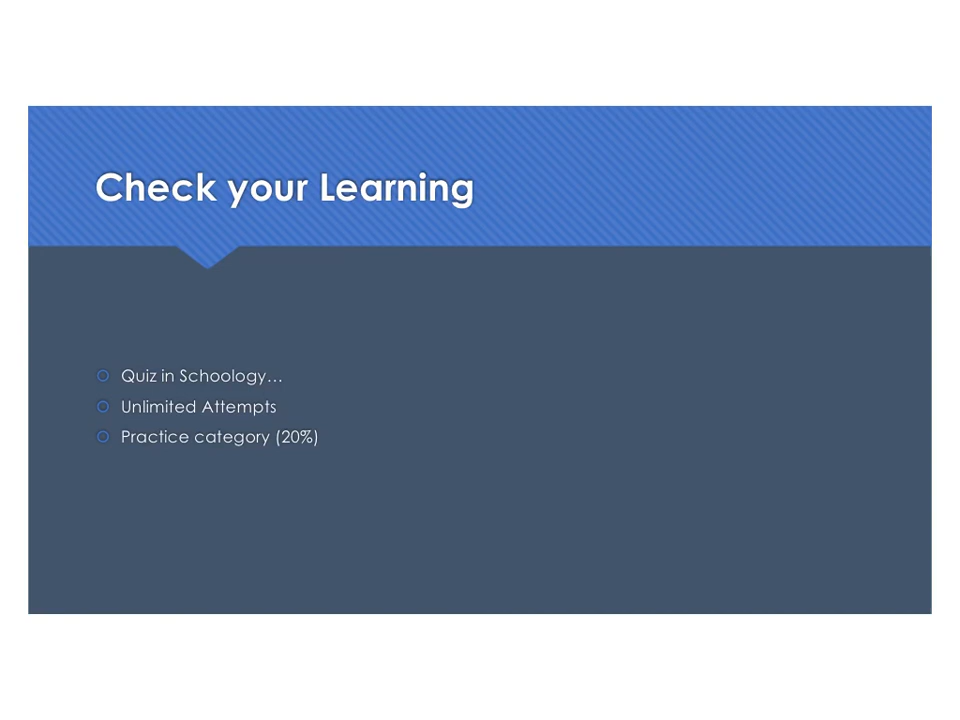 Check your Learning
Quiz in Schoology…
Unlimited Attempts
Practice category (20%)